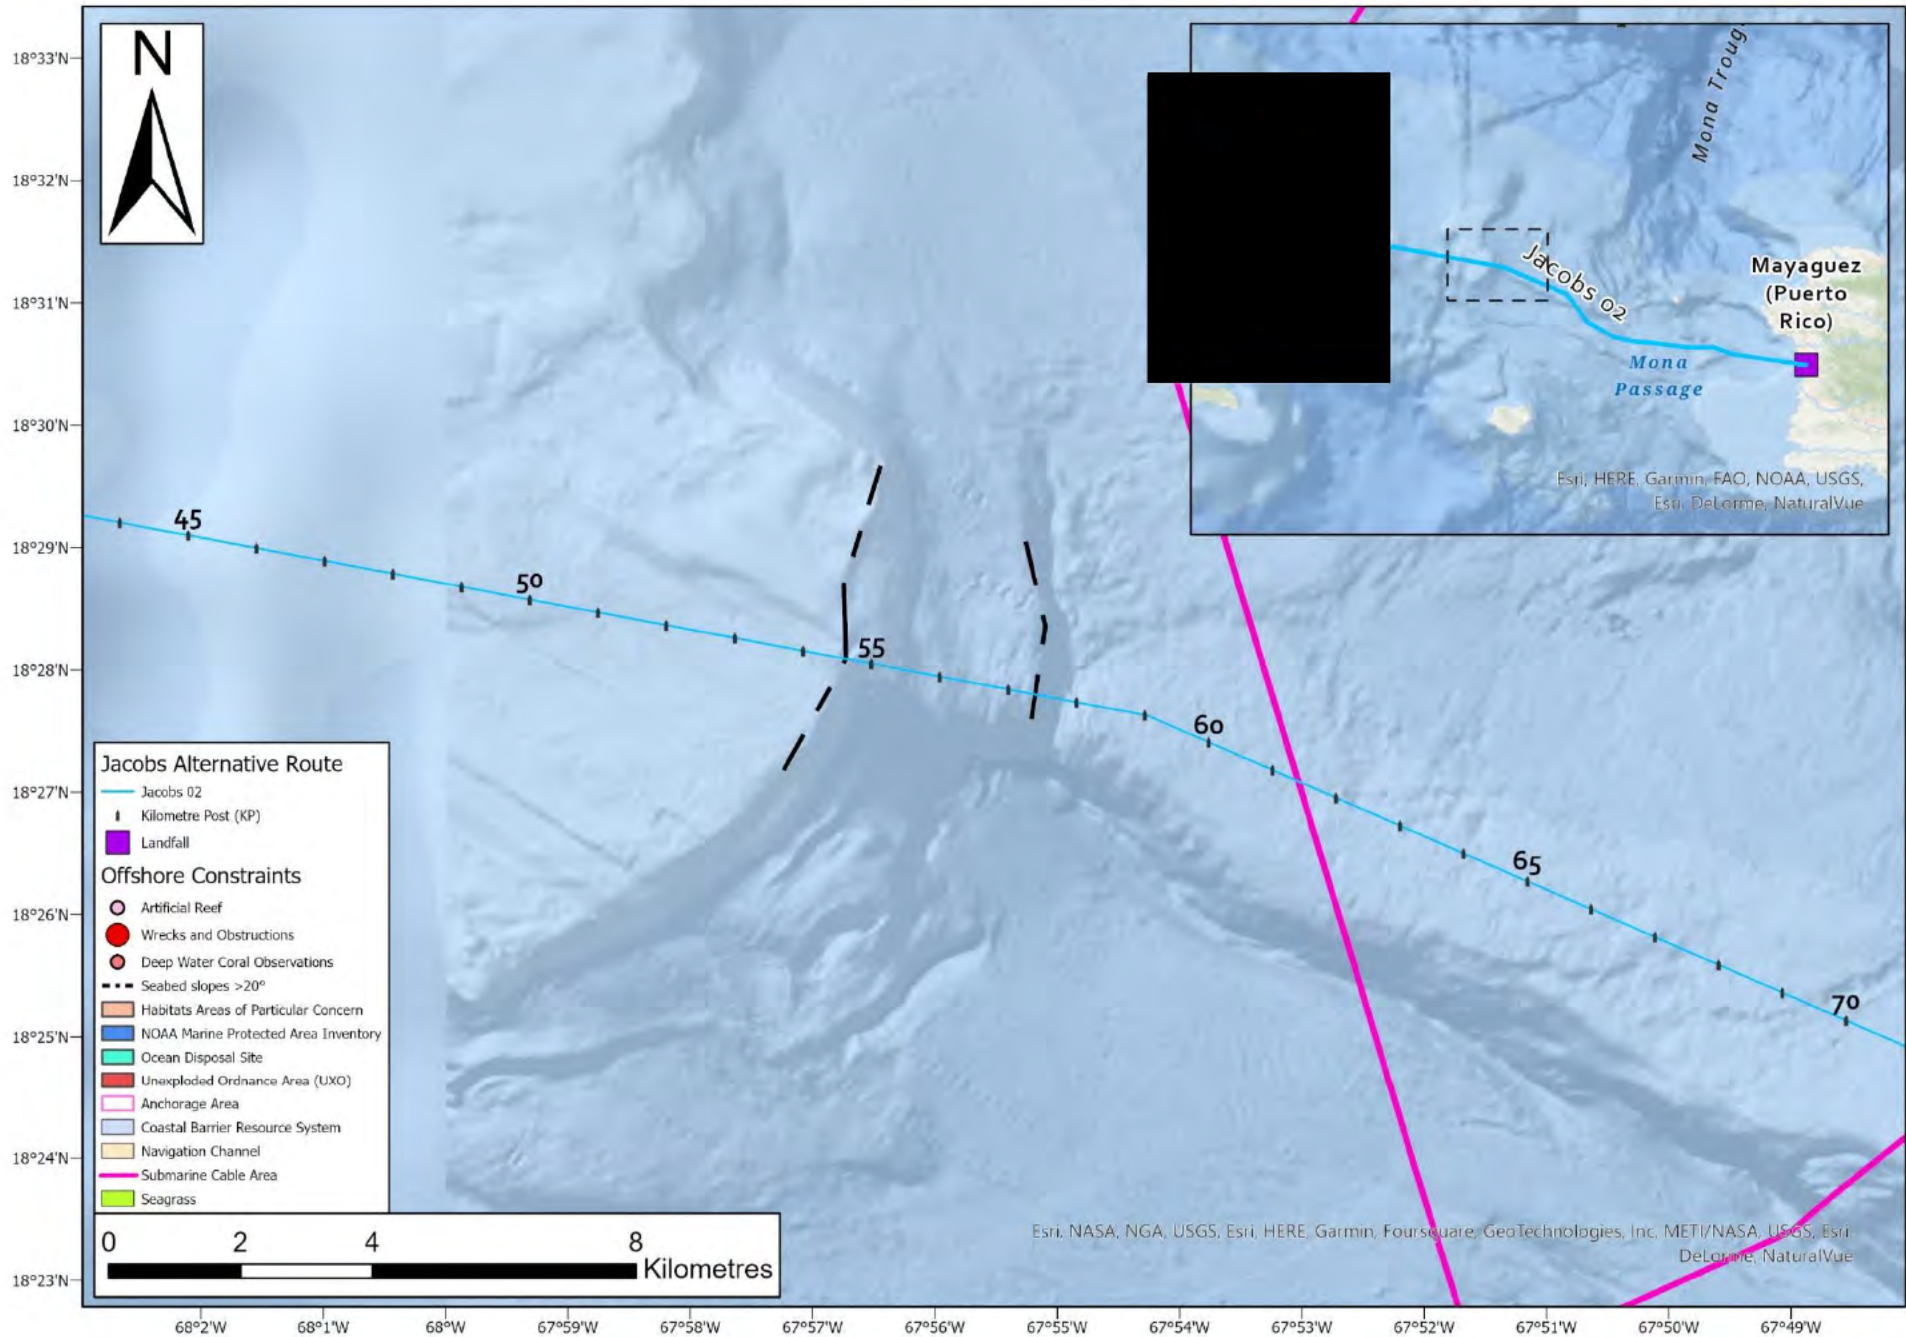 N
18°33'N
18°32'N
18°31'N
18°30'N
18°29'N
18°28'N
18°27'N
18°26'N
18°25'N
18°24'N
18°23'N
Mona Troug
Jacobs 02
Mayaguez
(Puerto
Rico)
Mona
Passage
Esri, HERE, Garmin, FAO, NOAA, USGS,
Esri, DeLorme, NaturalVue
45
50
55
60
65
70
Jacobs Alternative Route
Jacobs 02
Kilometre Post (KP)
Landfall
Offshore Constraints
Artificial Reef
Wrecks and Obstructions
Deep Water Coral Observations
Seabed slopes >20°
Habitats Areas of Particular Concern
NOAA Marine Protected Area Inventory
Ocean Disposal Site
Unexploded Ordnance Area (UXO)
Anchorage Area
Coastal Barrier Resource System
Navigation Channel
Submarine Cable Area
Seagrass
0 2 4 8
Kilometres
Esri, NASA, NGA, USGS, Esri, HERE, Garmin, Foursquare, GeoTechnologies, Inc, METI/NASA, USGS, Esri,
DeLorme, NaturalVue
68°2'W 68°1'W 68°W 67°59'W 67°58'W 67°57'W 67°56'W 67°55'W 67°54'W 67°53'W 67°52'W 67°51'W 67°50'W 67°49'W